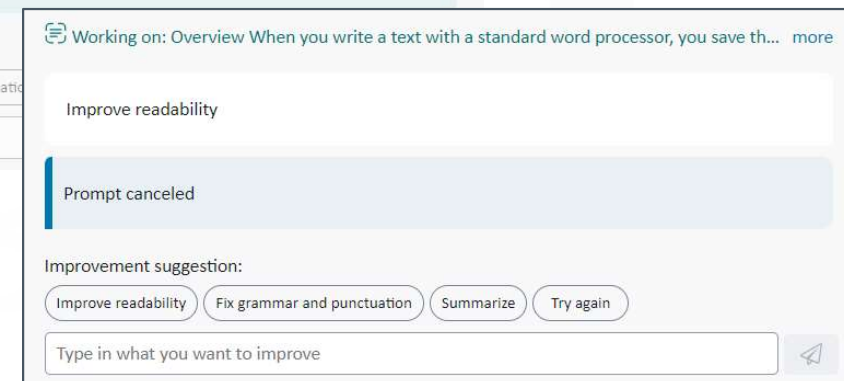 Working on: Overview When you write a text with a standard word processor, you save th... more
Improve readability
Prompt canceled
Improvement suggestion:
Improve readability Fix grammar and punctuation Summarize Try again
Type in what you want to improve